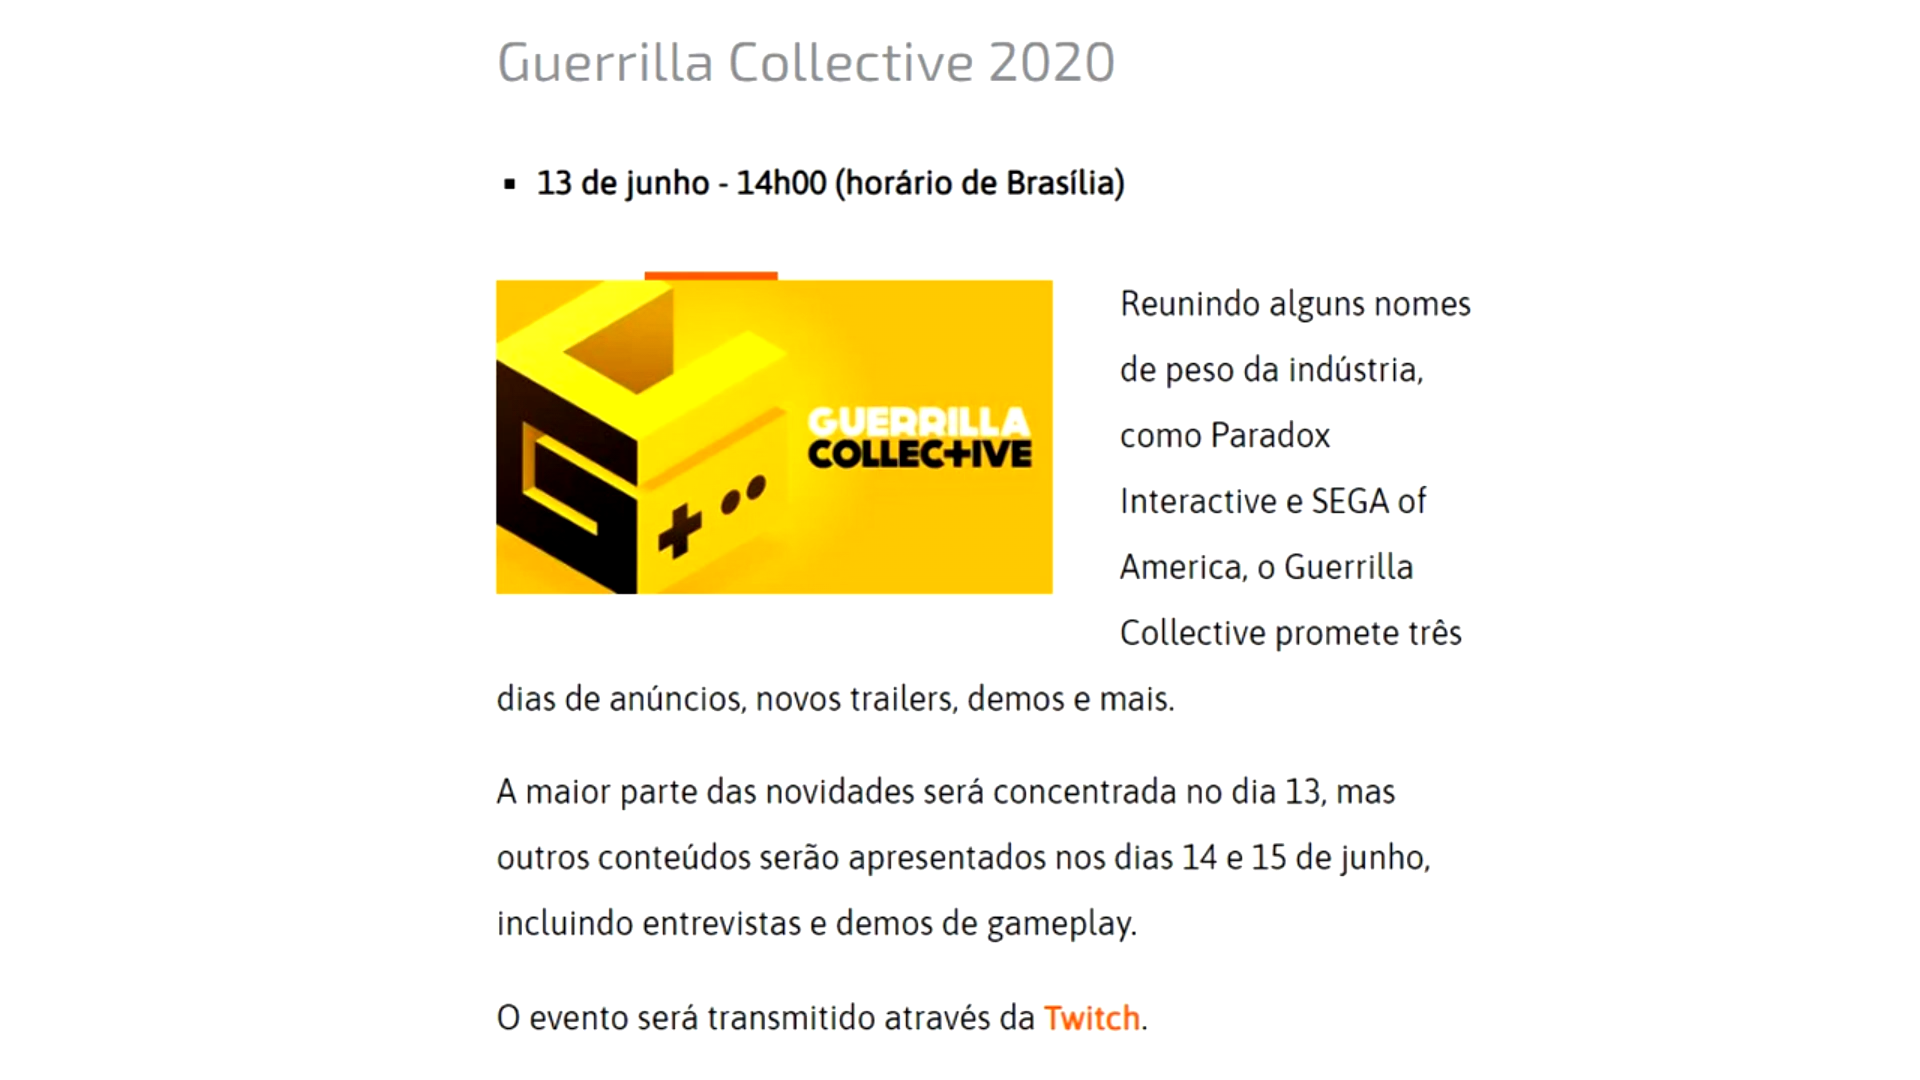 Guerrilla Collective 2020
▪ 13 de junho - 14h00 (horário de Brasília)
GUERRILLA
COLLEC+IVE
Reunindo alguns nomes
de peso da indústria,
como Paradox
Interactive e SEGA of
America, o Guerrilla
Collective promete três
dias de anúncios, novos trailers, demos e mais.
A maior parte das novidades será concentrada no dia 13, mas
outros conteúdos serão apresentados nos dias 14 e 15 de junho,
incluindo entrevistas e demos de gameplay.
O evento será transmitido através da Twitch.